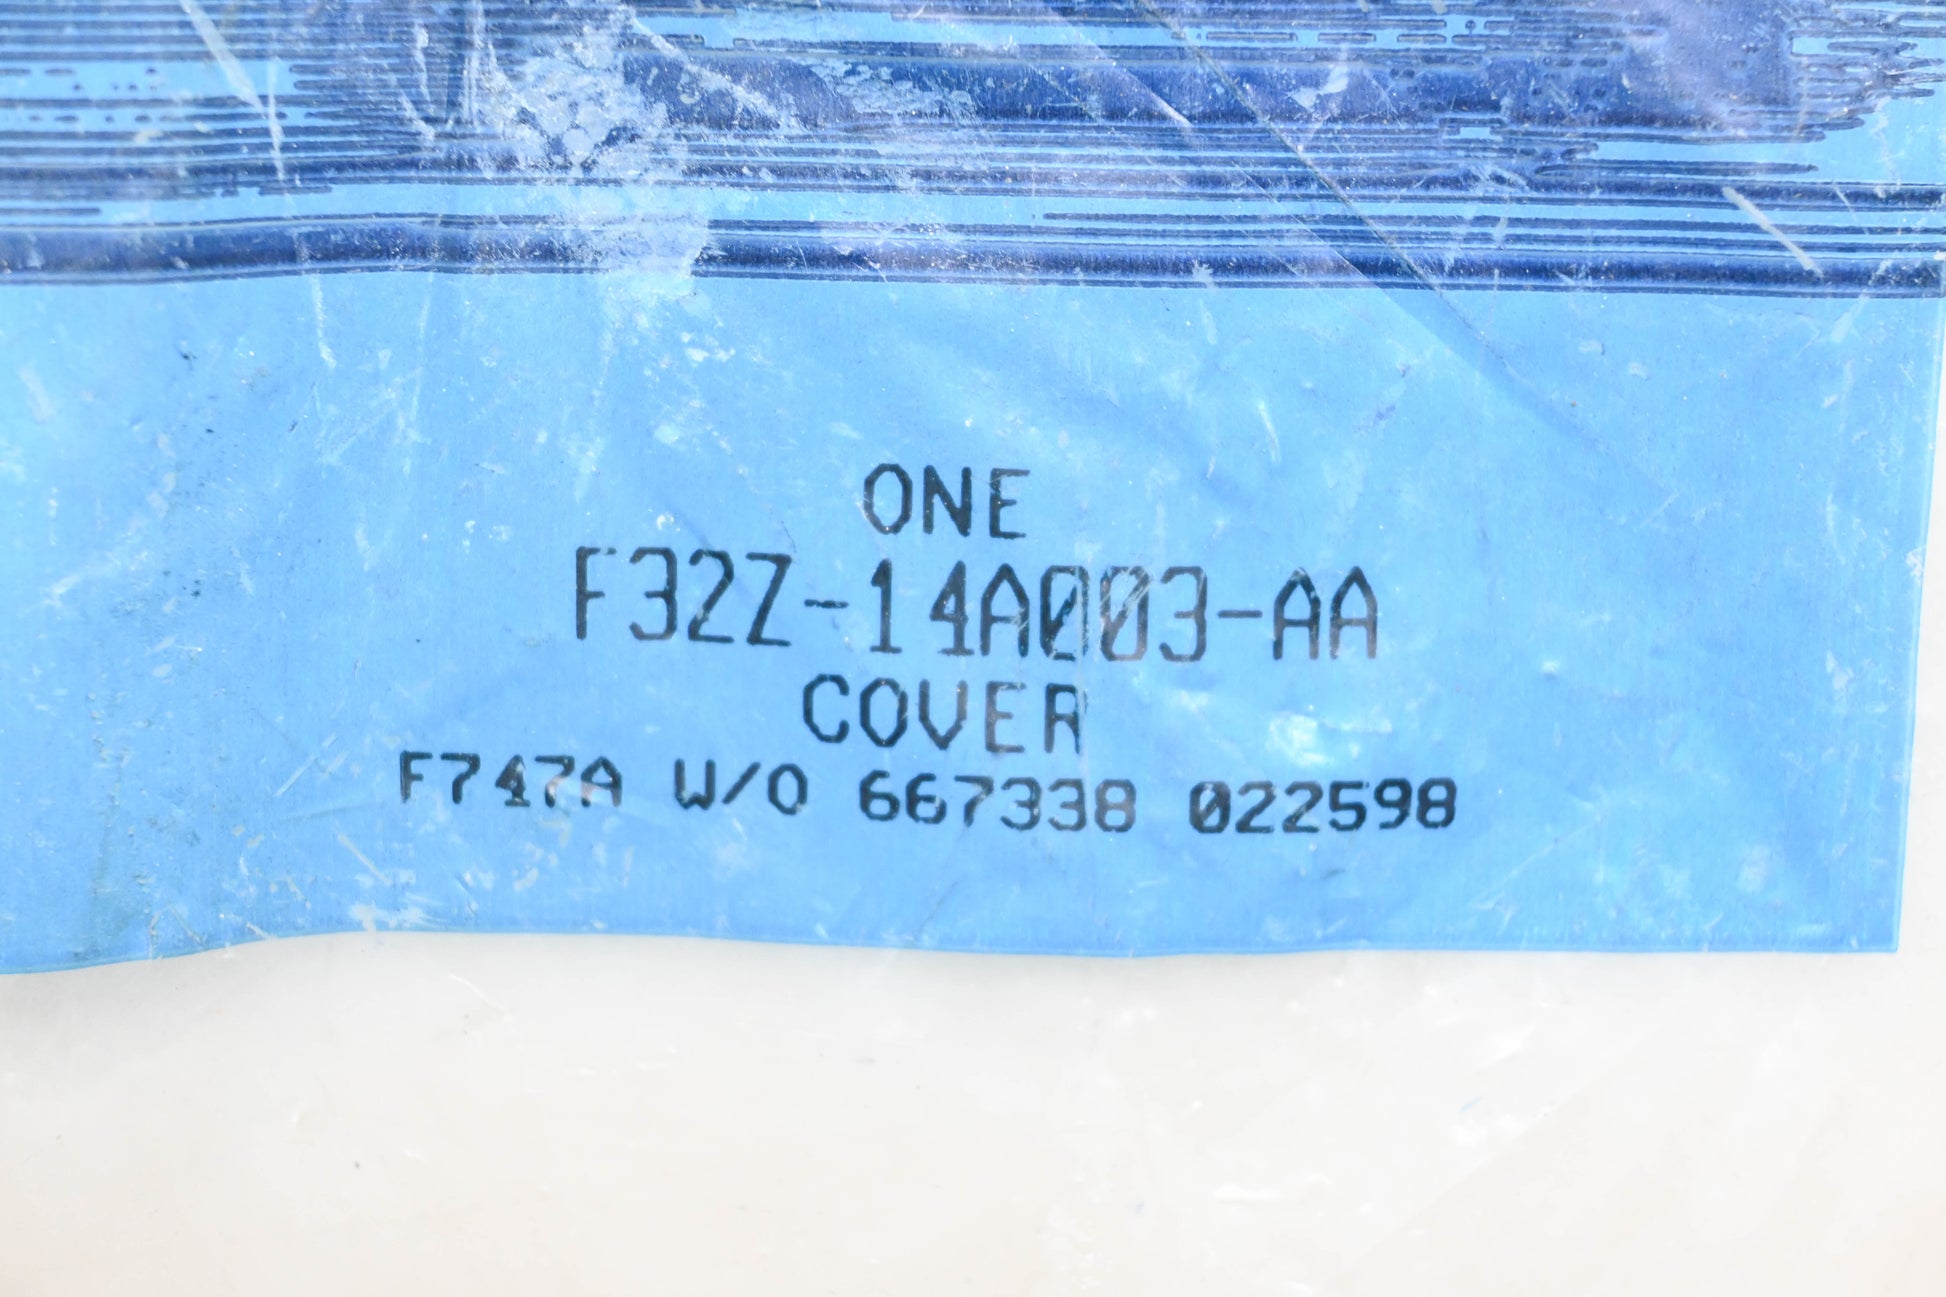 ONE
F32Z-14A003-AA
COVER
F747A W/O 667338 022598